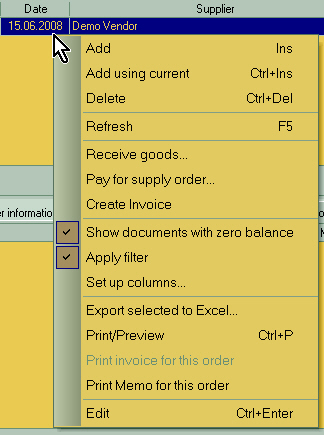 Date Supplier
15.06.2008 Demo Vendor
Add Ins
Add using current Ctrl+Ins
Delete Ctrl+Del
Refresh F5
Receive goods...
Pay for supply order...
er informatio
Create Invoice
Show documents with zero balance
Apply filter
Set up columns...
Export selected to Excel...
Print/Preview Ctrl+P
Print invoice for this order
Print Memo for this order
Edit Ctrl+Enter